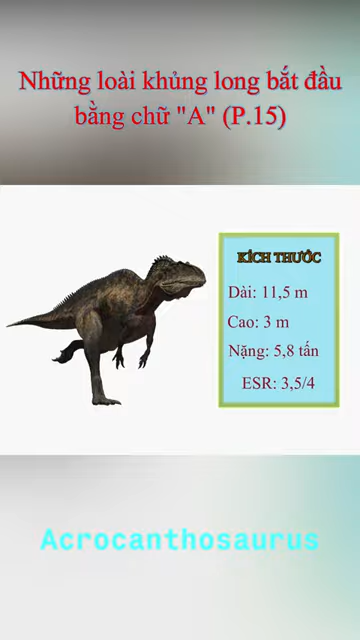 Những loài khủng long bắt đầu
bằng chữ "A" (P.15)
KÍCH THƯỚC
Dài: 11,5 m
Cao: 3 m
Nặng: 5,8 tấn
ESR: 3,5/4
Acrocanthosaurus